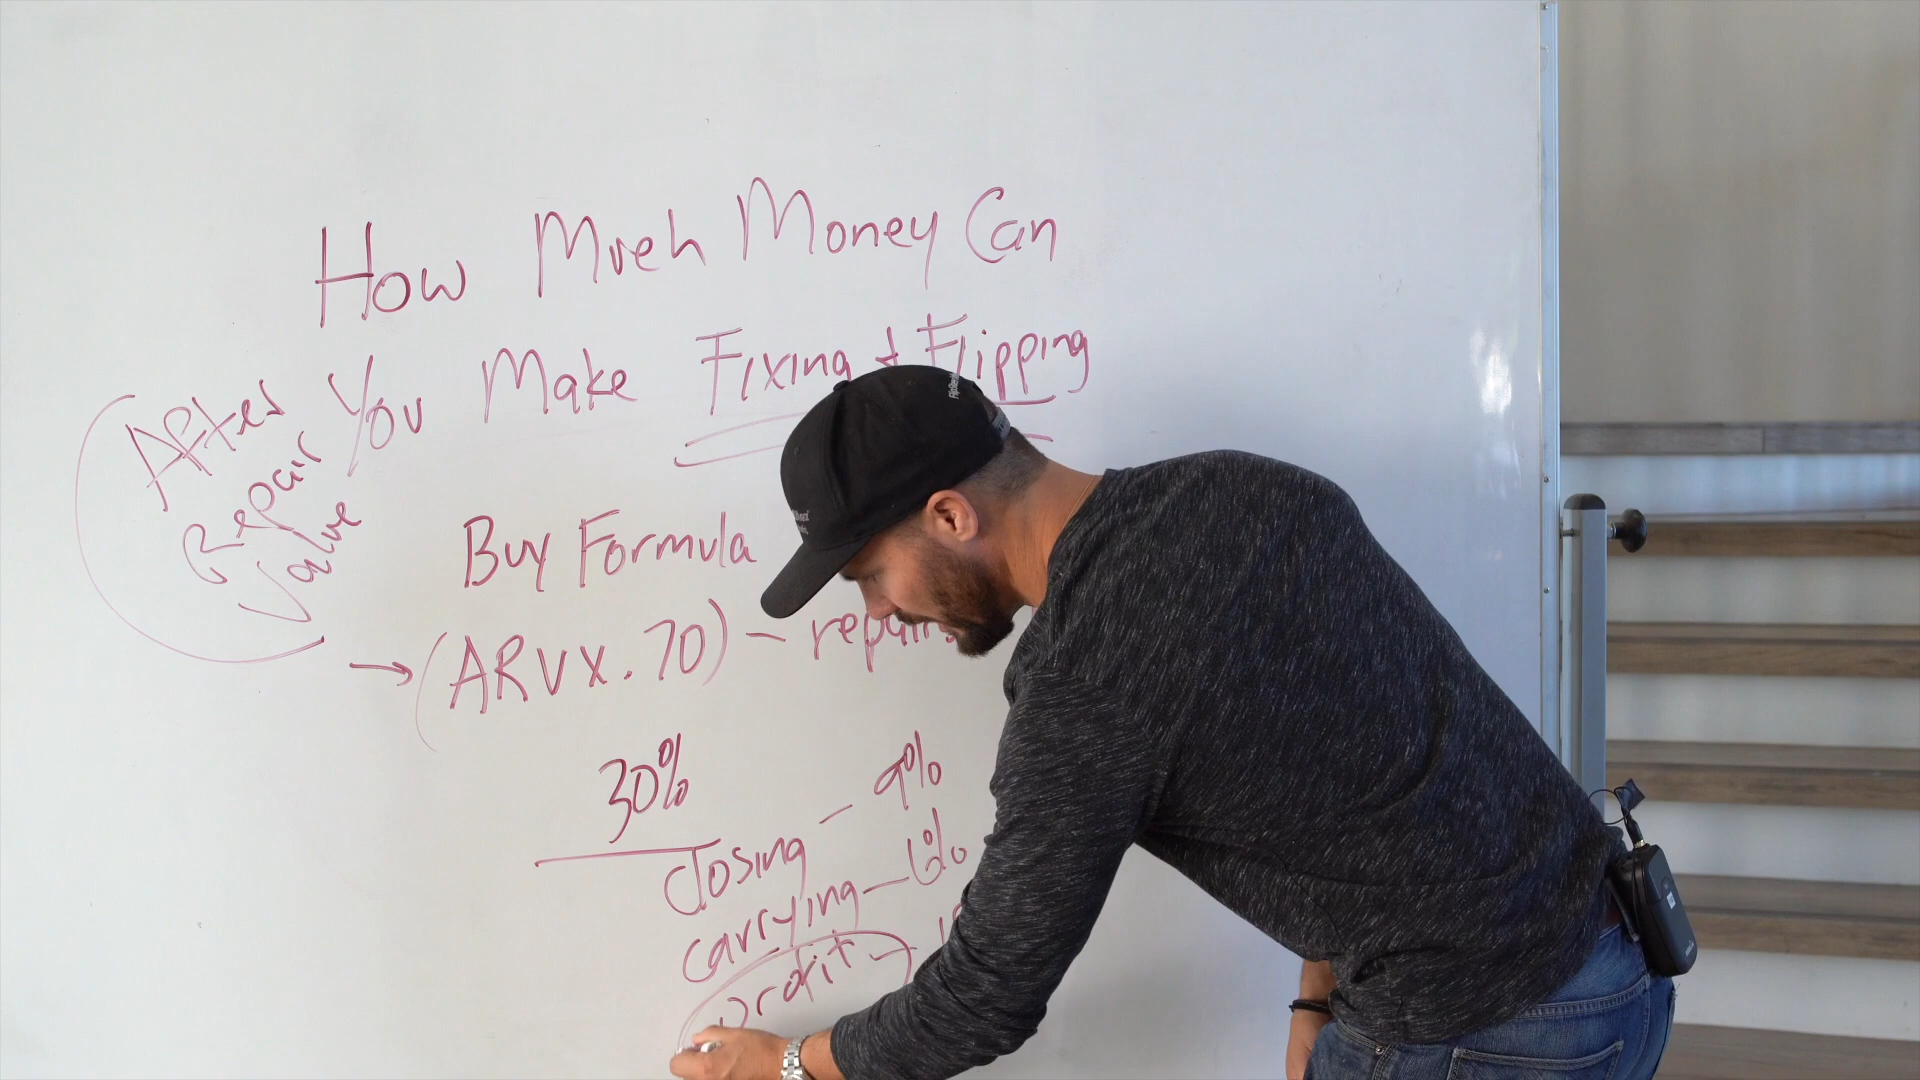 How Much Money Can
You Make Fixing + Flipping
After
Repair
Value
Buy Formula
→ (ARV x .70) - repairs
30%
closing - 9%
carrying - 6%
profit -